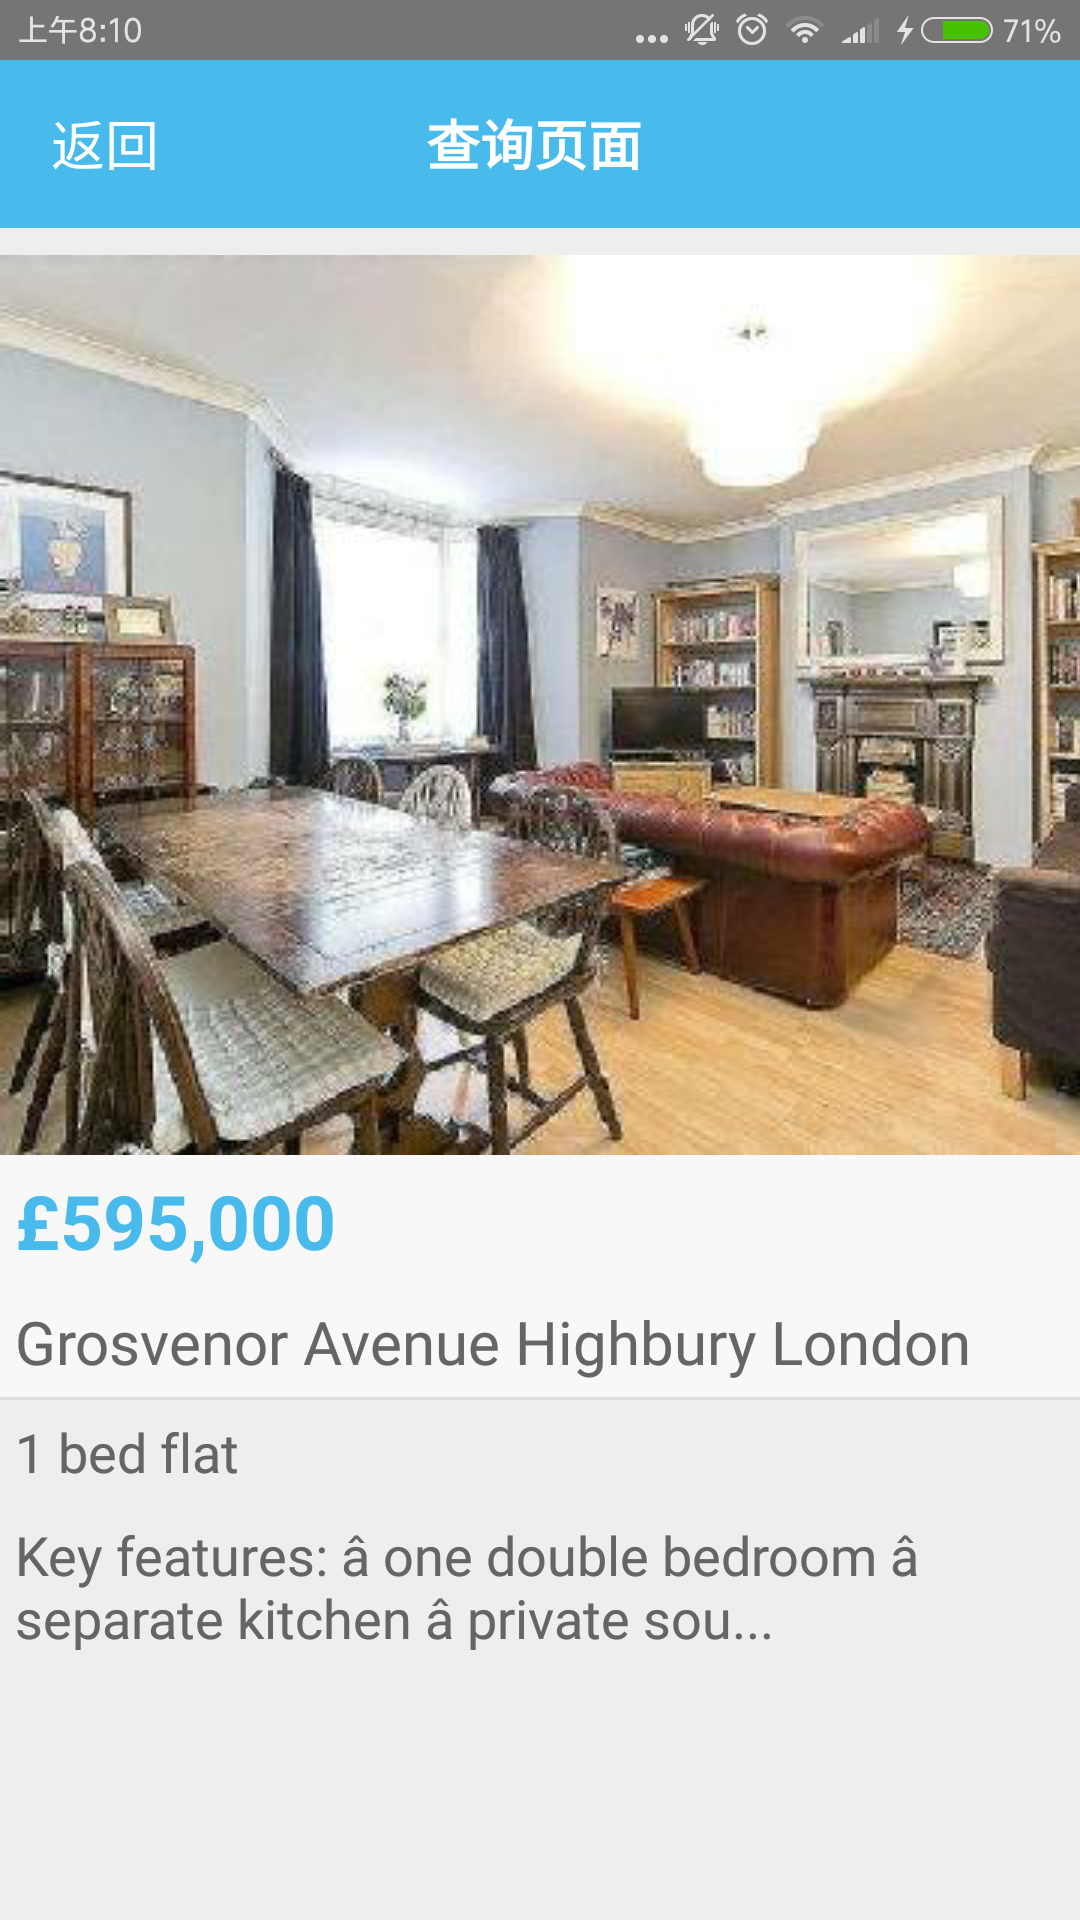 上午8:10
71%
返回
查询页面
£595,000
Grosvenor Avenue Highbury London
1 bed flat
Key features: â one double bedroom â
separate kitchen â private sou...